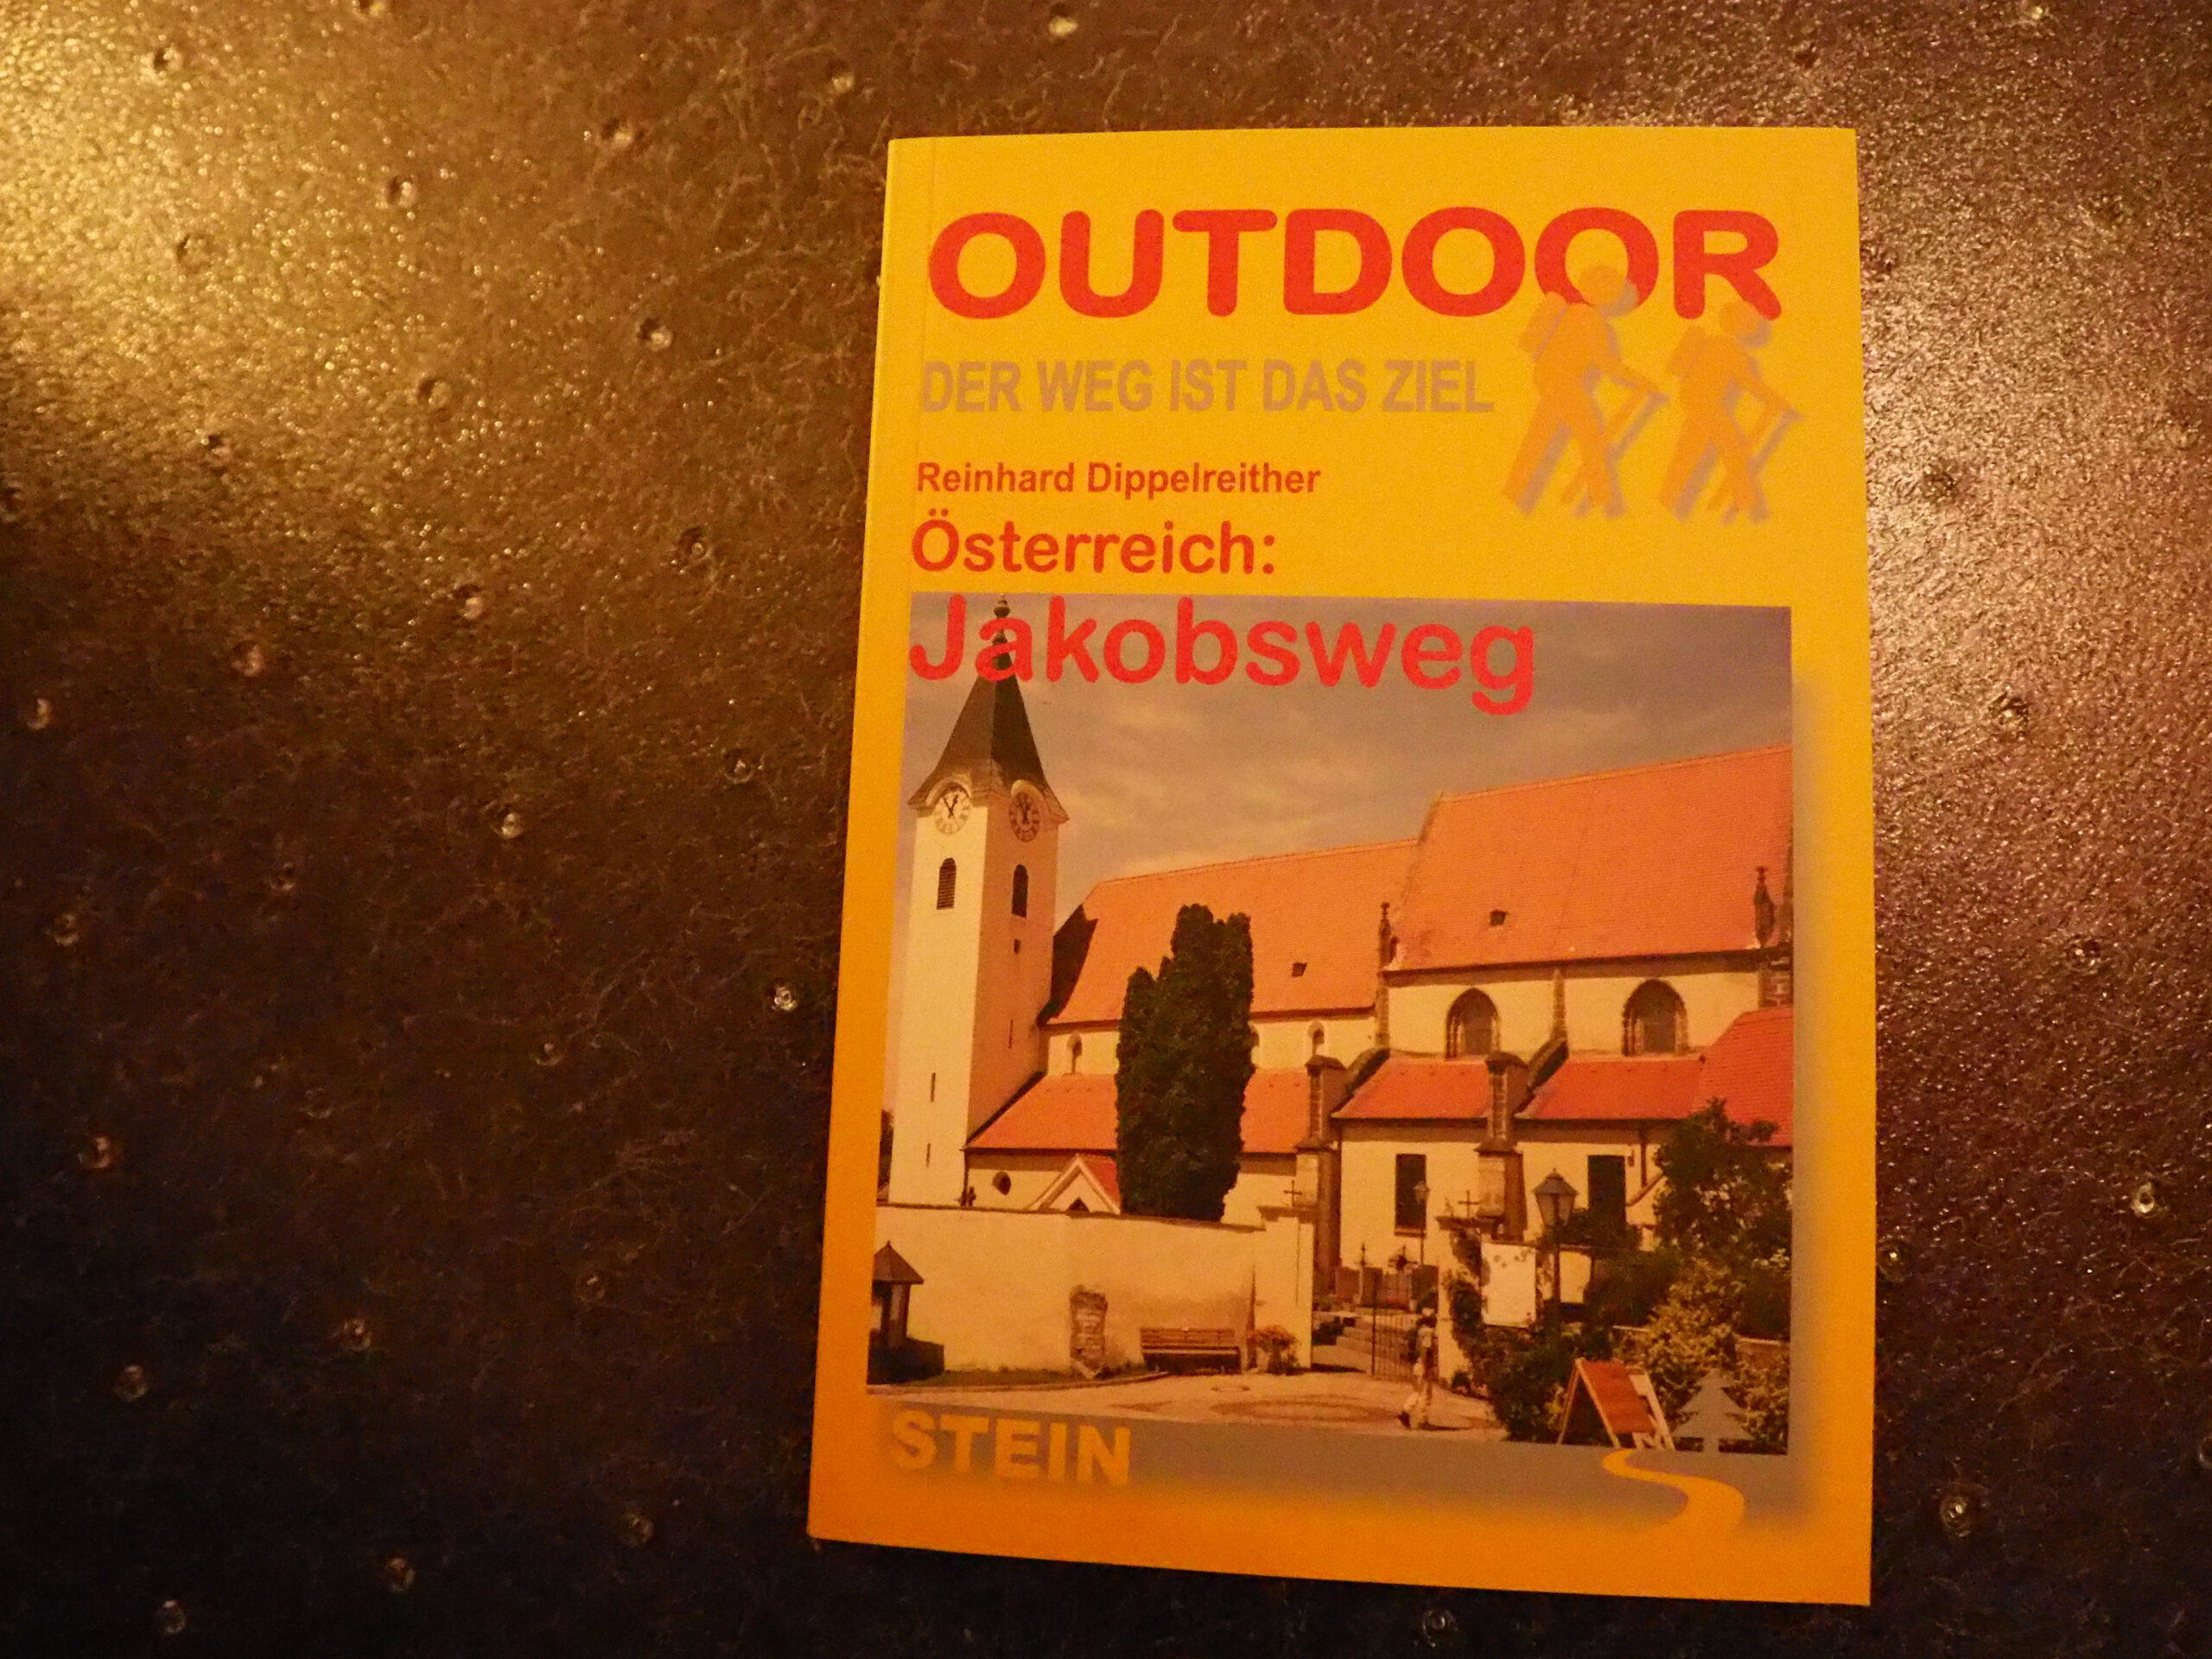 OUTDOOR
DER WEG IST DAS ZIEL
Reinhard Dippelreither
Österreich:
Jakobsweg
STEIN